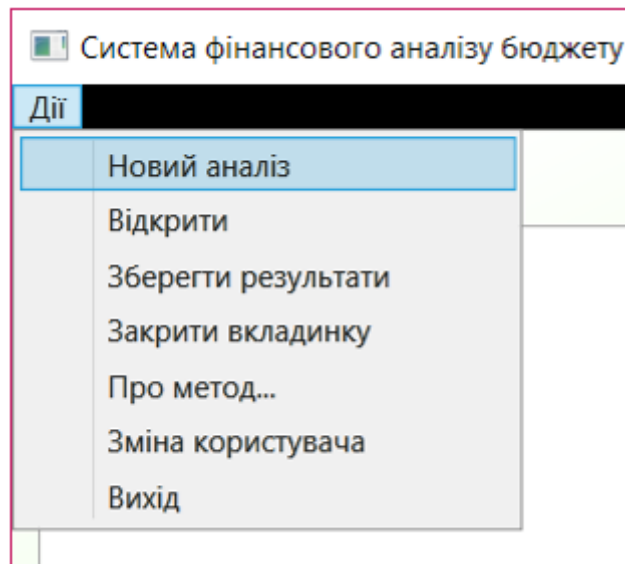 Система фінансового аналізу бюджету
Дії
Новий аналіз
Відкрити
Зберегти результати
Закрити вкладинку
Про метод...
Зміна користувача
Вихід